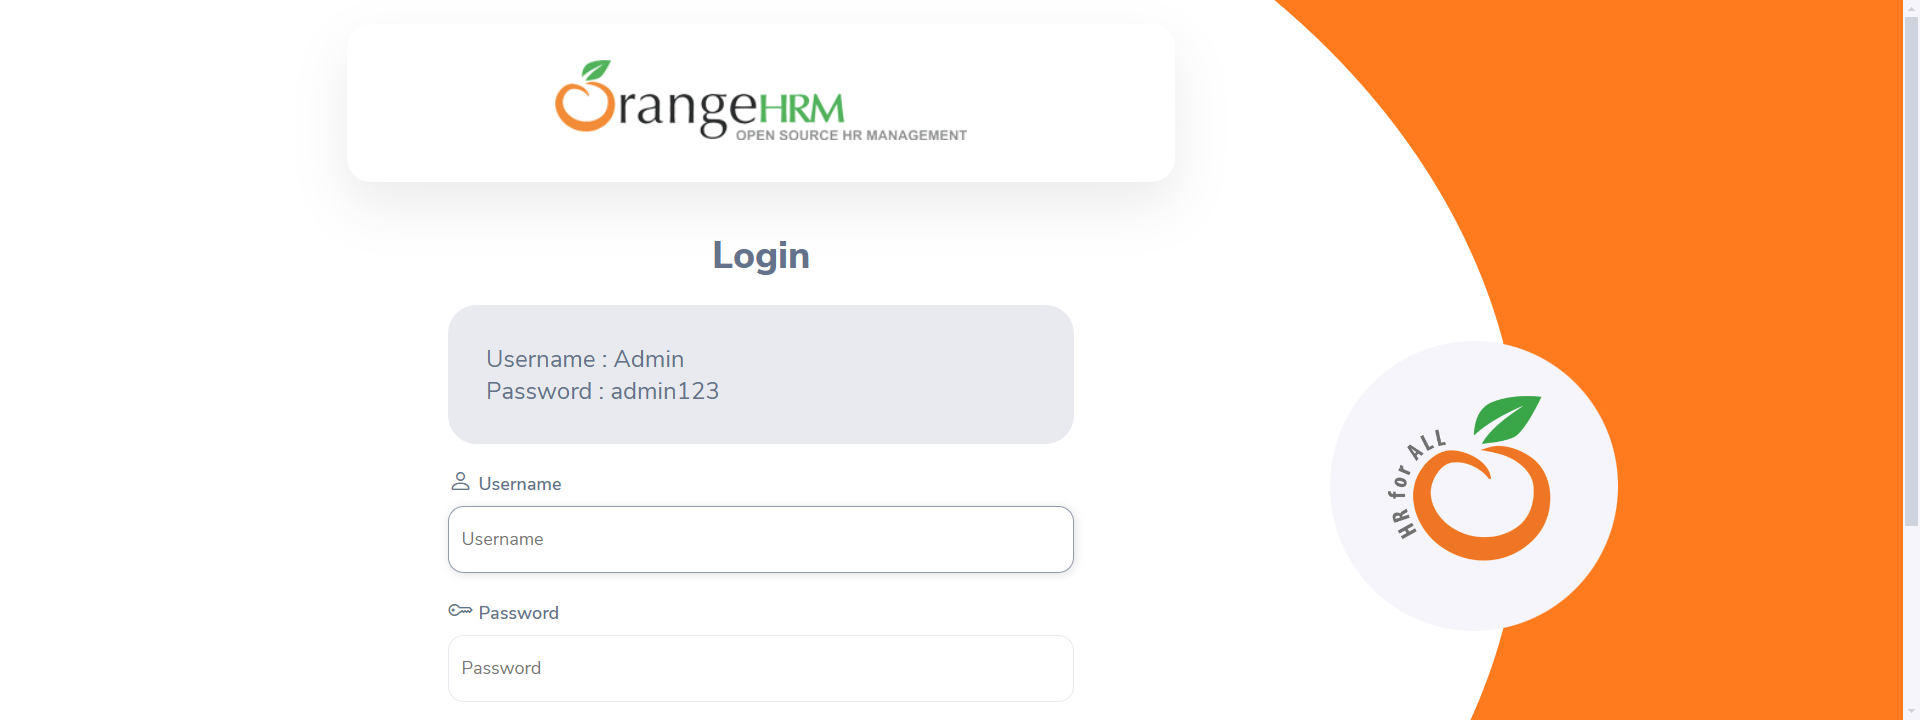 OrangeHRM
OPEN SOURCE HR MANAGEMENT
Login
Username : Admin
Password : admin123
Username
Username
Password
Password
HR for ALL